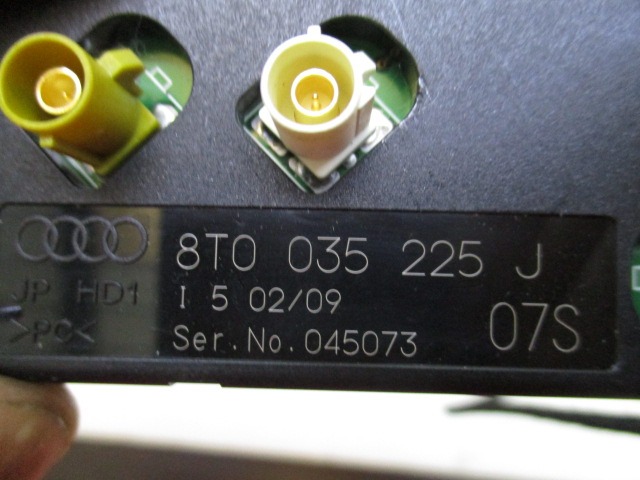 8T0 035 225 J
JP HD1 I 5 02/09 07S
>PC< Ser.No.045073